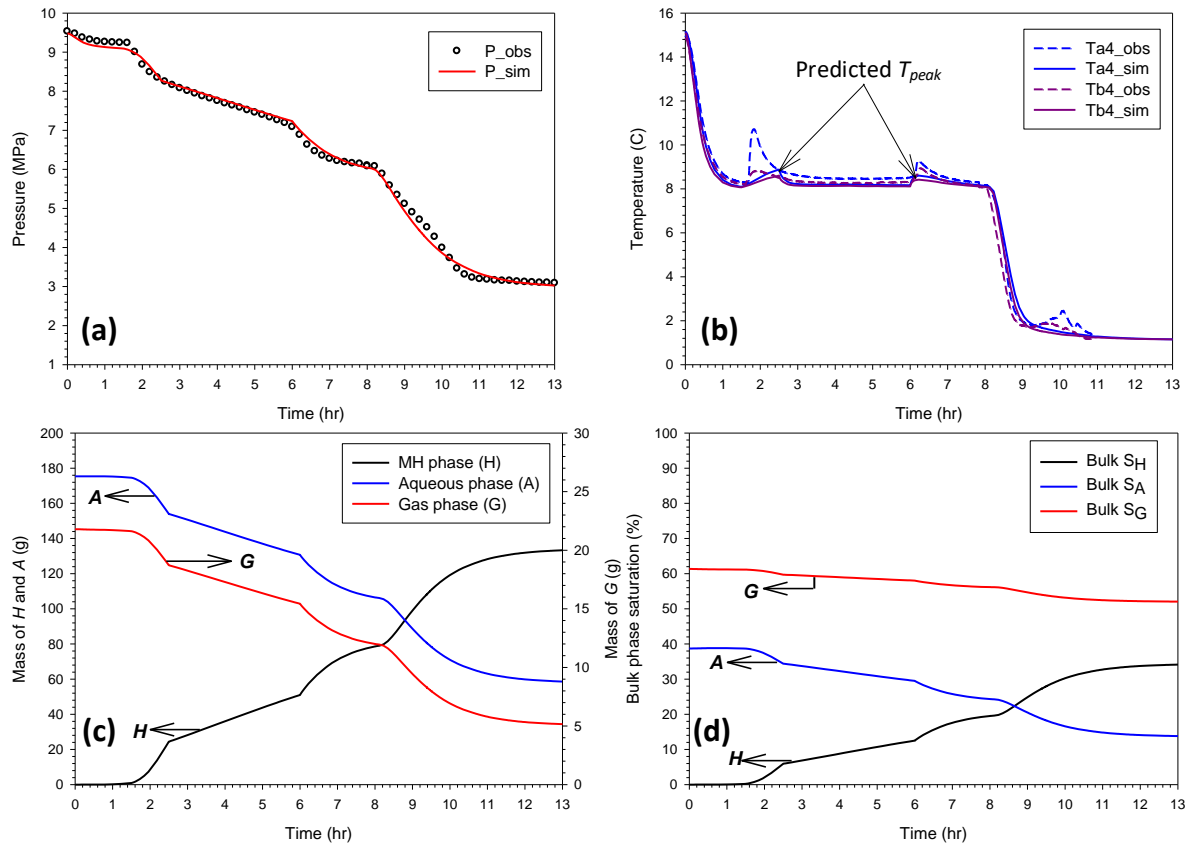 (a)
Pressure (MPa)
10
9
8
7
6
5
4
3
2
1
P_obs
P_sim
0 1 2 3 4 5 6 7 8 9 10 11 12 13
Time (hr)
(b)
Temperature (C)
16
14
12
10
8
6
4
2
0
Predicted Tpeak
Ta4_obs
Ta4_sim
Tb4_obs
Tb4_sim
0 1 2 3 4 5 6 7 8 9 10 11 12 13
Time (hr)
(c)
Mass of H and A (g)
200
180
160
140
120
100
80
60
40
20
0
MH phase (H)
Aqueous phase (A)
Gas phase (G)
A
G
H
30
25
20
15
10
5
0
Mass of G (g)
0 1 2 3 4 5 6 7 8 9 10 11 12 13
Time (hr)
(d)
Bulk phase saturation (%)
100
90
80
70
60
50
40
30
20
10
0
Bulk SH
Bulk SA
Bulk SG
G
A
H
0 1 2 3 4 5 6 7 8 9 10 11 12 13
Time (hr)